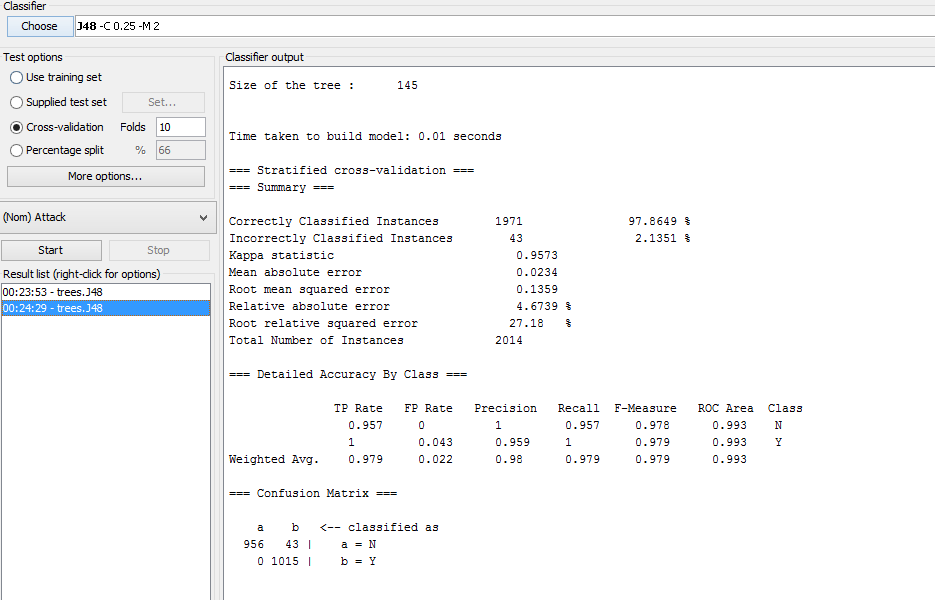 Classifier
Choose J48 -C 0.25 -M 2
Test options
Use training set
Supplied test set Set...
Cross-validation Folds 10
Percentage split % 66
More options...
(Nom) Attack
Start Stop
Result list (right-click for options)
00:23:53 - trees.J48
00:24:29 - trees.J48
Classifier output
Size of the tree : 145
Time taken to build model: 0.01 seconds
=== Stratified cross-validation ===
=== Summary ===
Correctly Classified Instances 1971 97.8649 %
Incorrectly Classified Instances 43 2.1351 %
Kappa statistic 0.9573
Mean absolute error 0.0234
Root mean squared error 0.1359
Relative absolute error 4.6739 %
Root relative squared error 27.18 %
Total Number of Instances 2014
=== Detailed Accuracy By Class ===
TP Rate FP Rate Precision Recall F-Measure ROC Area Class
0.957 0 1 0.957 0.978 0.993 N
1 0.043 0.959 1 0.979 0.993 Y
Weighted Avg. 0.979 0.022 0.98 0.979 0.979 0.993
=== Confusion Matrix ===
a b <-- classified as
956 43 | a = N
0 1015 | b = Y